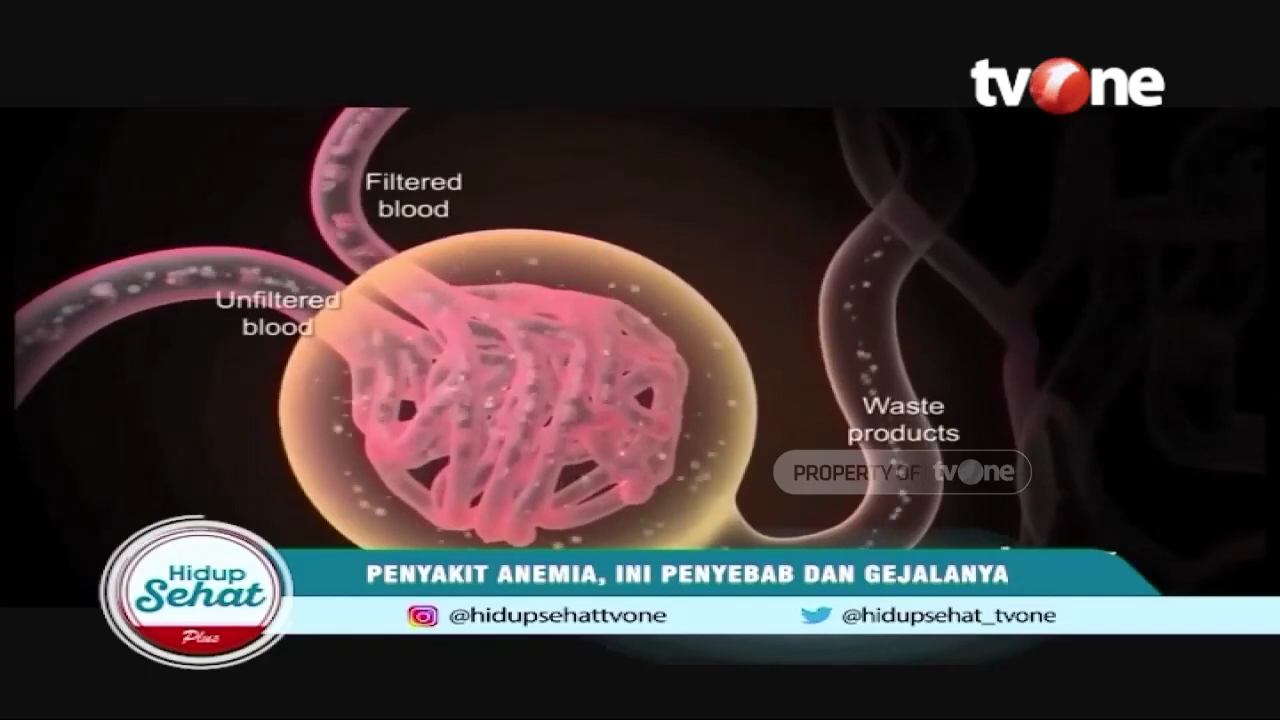 tvOne
Filtered
blood
Unfiltered
blood
Waste
products
PROPERTY OF tvOne
Hidup
Sehat
Plus
PENYAKIT ANEMIA, INI PENYEBAB DAN GEJALANYA
@hidupsehattvone
@hidupsehat_tvone